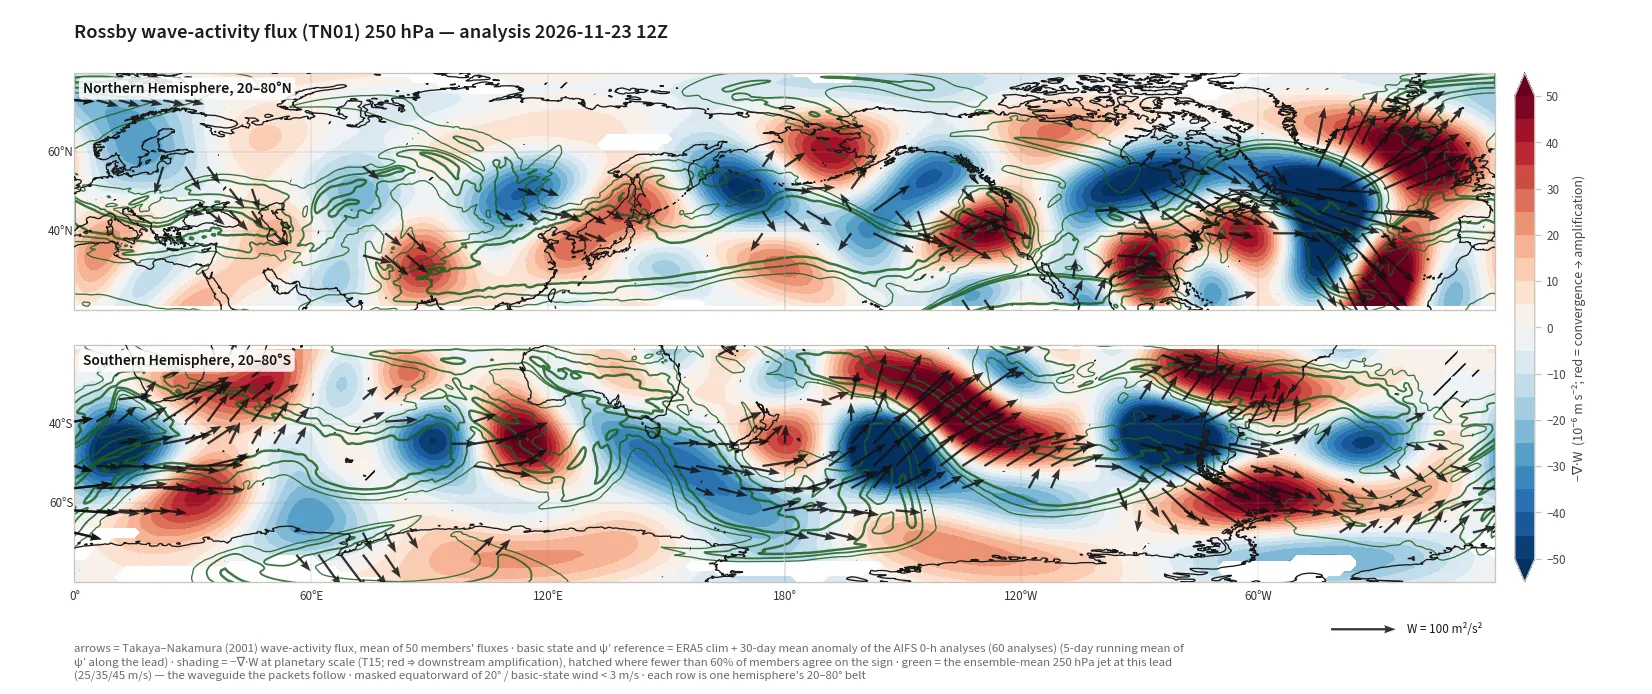 Rossby wave-activity flux (TN01) 250 hPa — analysis 2026-11-23 12Z
Northern Hemisphere, 20–80°N
60°N
40°N
Southern Hemisphere, 20–80°S
40°S
60°S
0°
60°E
120°E
180°
120°W
60°W
50
40
30
20
10
0
−10
−20
−30
−40
−50
−∇·W (10⁻⁶ m s⁻²; red = convergence → amplification)
W = 100 m²/s²
arrows = Takaya–Nakamura (2001) wave-activity flux, mean of 50 members' fluxes · basic state and ψ' reference = ERA5 clim + 30-day mean anomaly of the AIFS 0-h analyses (60 analyses) (5-day running mean of
ψ' along the lead) · shading = −∇·W at planetary scale (T15; red ⇒ downstream amplification), hatched where fewer than 60% of members agree on the sign · green = the ensemble-mean 250 hPa jet at this lead
(25/35/45 m/s) — the waveguide the packets follow · masked equatorward of 20° / basic-state wind < 3 m/s · each row is one hemisphere's 20–80° belt